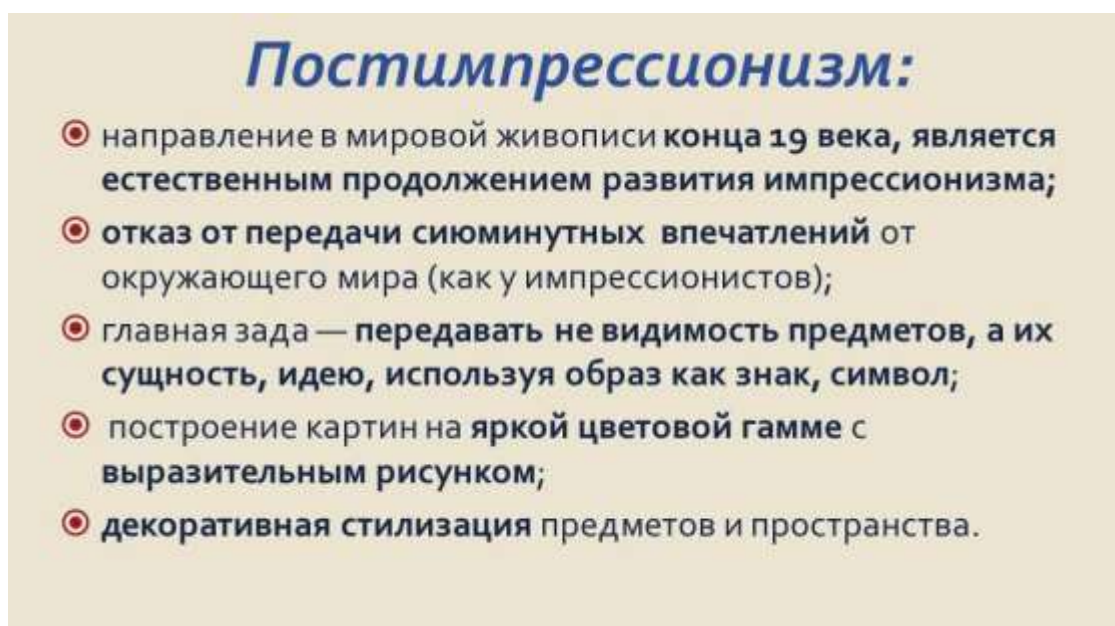 Постимпрессионизм:
направление в мировой живописи конца 19 века, является
естественным продолжением развития импрессионизма;
отказ от передачи сиюминутных впечатлений от
окружающего мира (как у импрессионистов);
главная зада — передавать не видимость предметов, а их
сущность, идею, используя образ как знак, символ;
построение картин на яркой цветовой гамме с
выразительным рисунком;
декоративная стилизация предметов и пространства.